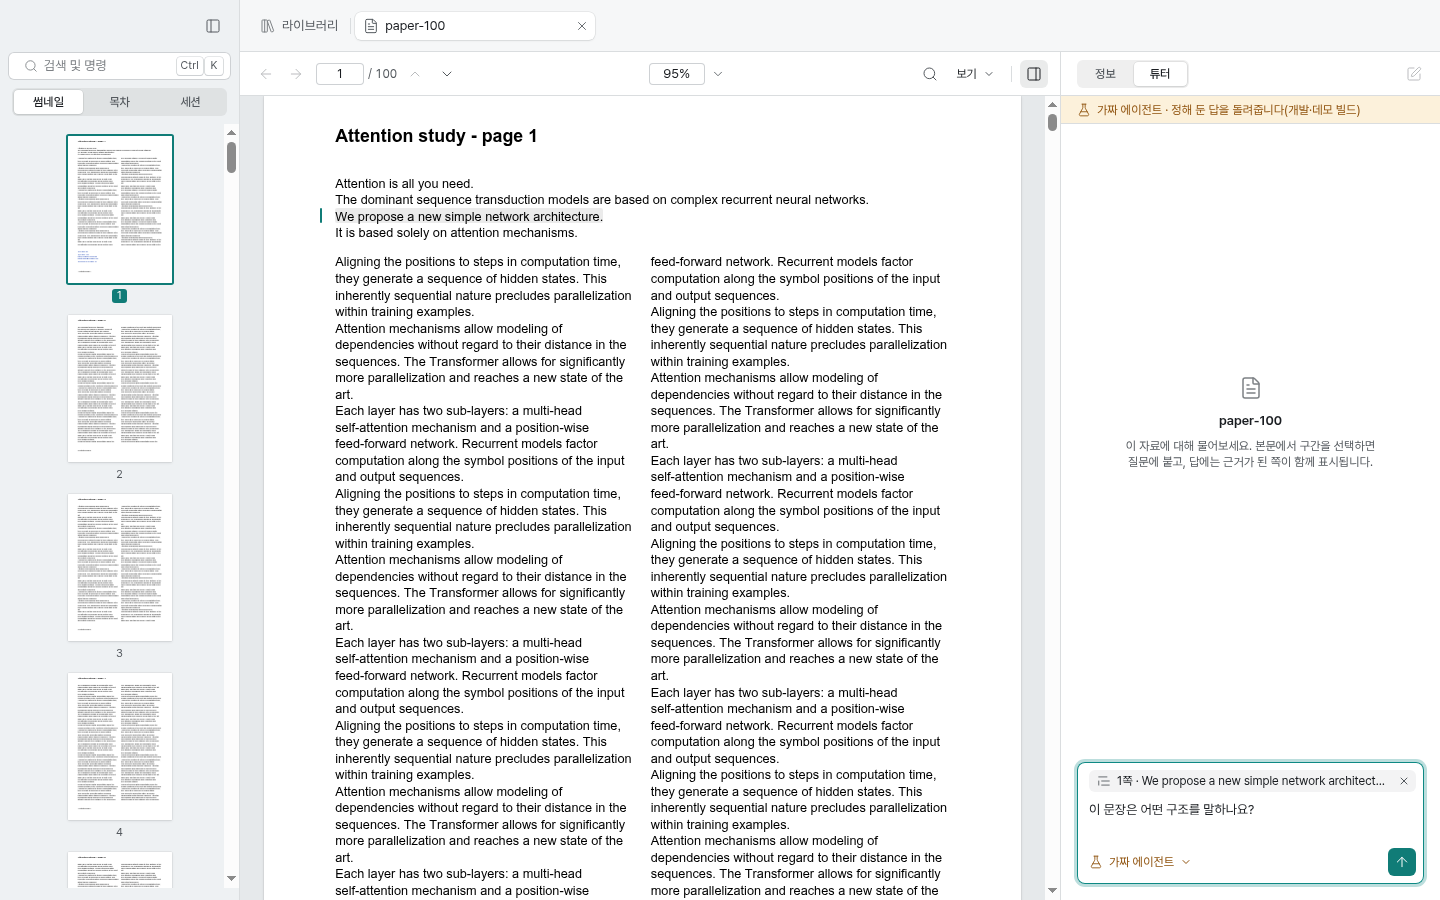 라이브러리
paper-100
검색 및 명령
Ctrl K
1 / 100
95%
보기
정보
튜터
썸네일
목차
세션
가짜 에이전트 · 정해 둔 답을 돌려줍니다(개발·데모 빌드)
1
2
3
4
Attention study - page 1
Attention is all you need.
The dominant sequence transduction models are based on complex recurrent neural networks.
We propose a new simple network architecture.
It is based solely on attention mechanisms.
Aligning the positions to steps in computation time,
they generate a sequence of hidden states. This
inherently sequential nature precludes parallelization
within training examples.
Attention mechanisms allow modeling of
dependencies without regard to their distance in the
sequences. The Transformer allows for significantly
more parallelization and reaches a new state of the
art.
Each layer has two sub-layers: a multi-head
self-attention mechanism and a position-wise
feed-forward network. Recurrent models factor
computation along the symbol positions of the input
and output sequences.
Aligning the positions to steps in computation time,
they generate a sequence of hidden states. This
inherently sequential nature precludes parallelization
within training examples.
Attention mechanisms allow modeling of
dependencies without regard to their distance in the
sequences. The Transformer allows for significantly
more parallelization and reaches a new state of the
art.
Each layer has two sub-layers: a multi-head
self-attention mechanism and a position-wise
feed-forward network. Recurrent models factor
computation along the symbol positions of the input
and output sequences.
Aligning the positions to steps in computation time,
they generate a sequence of hidden states. This
inherently sequential nature precludes parallelization
within training examples.
Attention mechanisms allow modeling of
dependencies without regard to their distance in the
sequences. The Transformer allows for significantly
more parallelization and reaches a new state of the
art.
Each layer has two sub-layers: a multi-head
self-attention mechanism and a position-wise
feed-forward network. Recurrent models factor
computation along the symbol positions of the input
and output sequences.
Aligning the positions to steps in computation time,
they generate a sequence of hidden states. This
inherently sequential nature precludes parallelization
within training examples.
Attention mechanisms allow modeling of
dependencies without regard to their distance in the
sequences. The Transformer allows for significantly
more parallelization and reaches a new state of the
art.
Each layer has two sub-layers: a multi-head
self-attention mechanism and a position-wise
feed-forward network. Recurrent models factor
computation along the symbol positions of the input
and output sequences.
Aligning the positions to steps in computation time,
they generate a sequence of hidden states. This
inherently sequential nature precludes parallelization
within training examples.
Attention mechanisms allow modeling of
dependencies without regard to their distance in the
sequences. The Transformer allows for significantly
more parallelization and reaches a new state of the
art.
Each layer has two sub-layers: a multi-head
self-attention mechanism and a position-wise
feed-forward network. Recurrent models factor
computation along the symbol positions of the input
and output sequences.
Aligning the positions to steps in computation time,
they generate a sequence of hidden states. This
inherently sequential nature precludes parallelization
within training examples.
Attention mechanisms allow modeling of
dependencies without regard to their distance in the
sequences. The Transformer allows for significantly
more parallelization and reaches a new state of the
paper-100
이 자료에 대해 물어보세요. 본문에서 구간을 선택하면
질문에 붙고, 답에는 근거가 된 쪽이 함께 표시됩니다.
1쪽 · We propose a new simple network architect...
이 문장은 어떤 구조를 말하나요?
가짜 에이전트